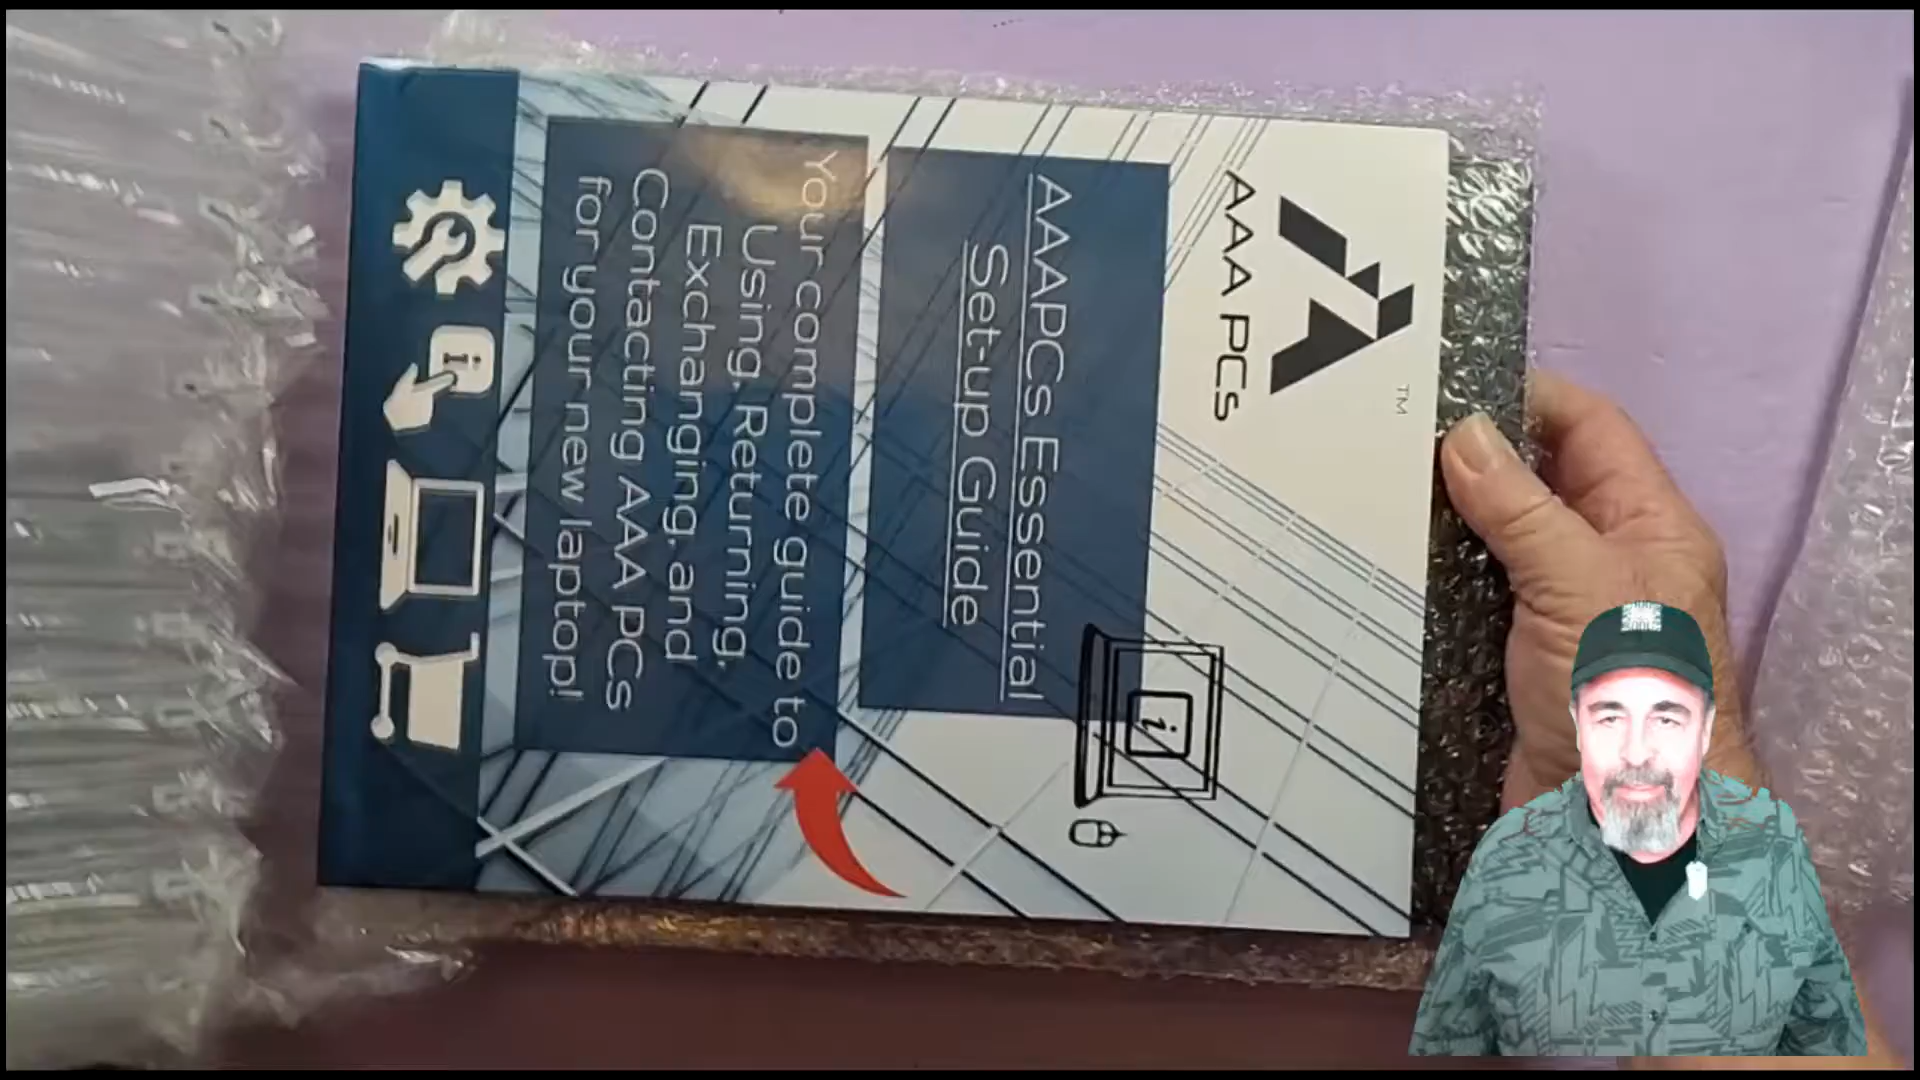 AAA PCs
TM
AAAPCs Essential
Set-up Guide
i
Your complete guide to
Using, Returning,
Exchanging, and
Contacting AAA PCs
for your new laptop!
i